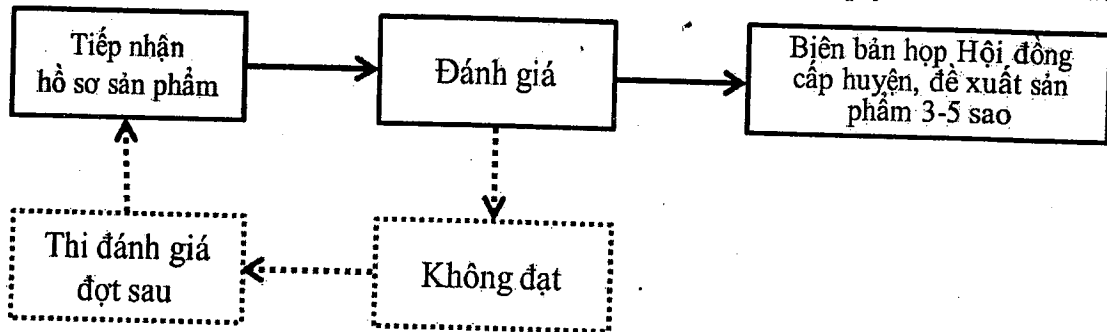 Tiếp nhận
hồ sơ sản phẩm
Đánh giá
Biên bản họp Hội đồng
cấp huyện, đề xuất sản
phẩm 3-5 sao
Thi đánh giá
đợt sau
Không đạt